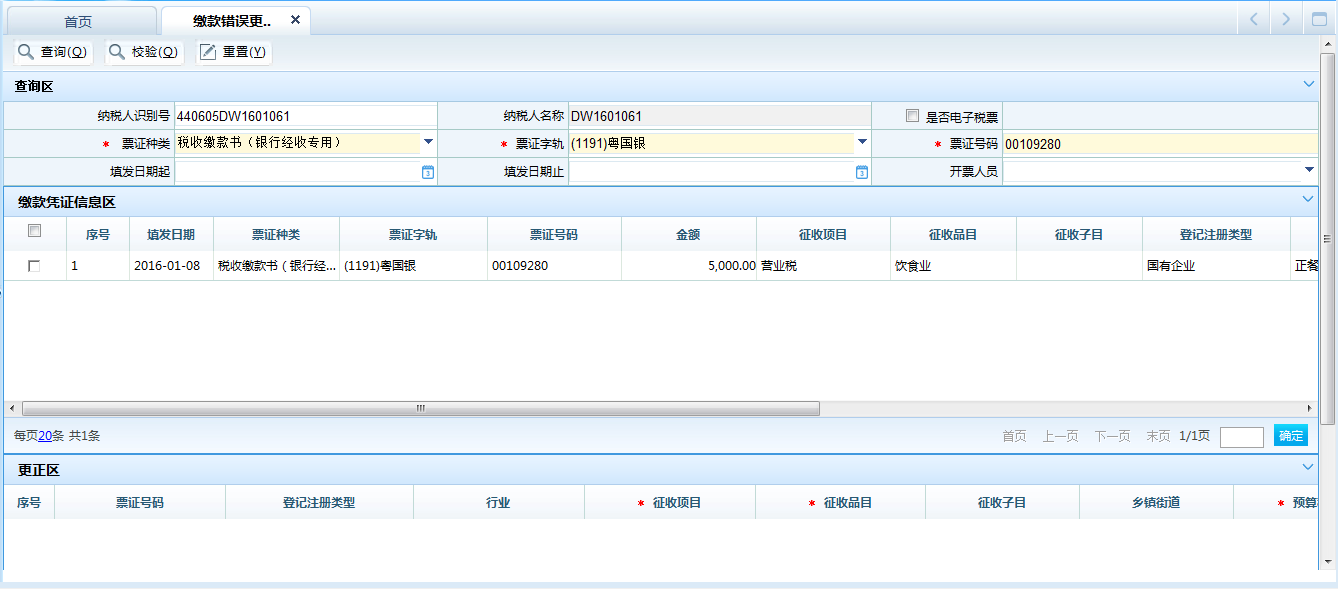 首页 缴款错误更..
查询(Q) 校验(Q) 重置(Y)
查询区
纳税人识别号 440605DW1601061 纳税人名称 DW1601061 是否电子税票
* 票证种类 税收缴款书（银行经收专用） * 票证字轨 (1191)粤国银 * 票证号码 00109280
填发日期起 填发日期止 开票人员
缴款凭证信息区
序号 填发日期 票证种类 票证字轨 票证号码 金额 征收项目 征收品目 征收子目 登记注册类型
1 2016-01-08 税收缴款书（银行经... (1191)粤国银 00109280 5,000.00 营业税 饮食业 国有企业 正餐
每页20条 共1条 首页 上一页 下一页 末页 1/1页 确定
更正区
序号 票证号码 登记注册类型 行业 * 征收项目 * 征收品目 征收子目 乡镇街道 * 预算